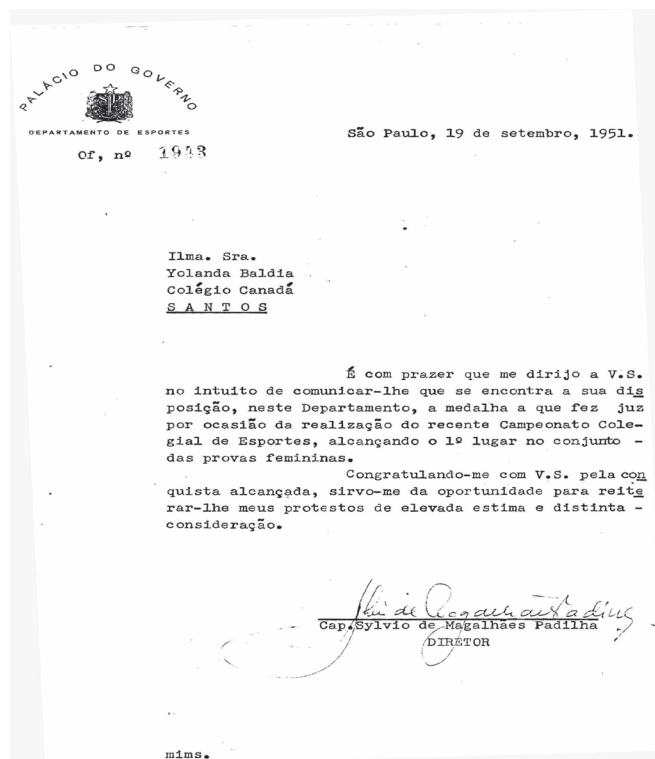 PALÁCIO DO GOVERNO
DEPARTAMENTO DE ESPORTES
São Paulo, 19 de setembro, 1951.
Of, nº 1943
Ilma. Sra.
Yolanda Baldia
Colégio Canadá
S A N T O S
É com prazer que me dirijo a V.S.
no intuito de comunicar-lhe que se encontra a sua dis
posição, neste Departamento, a medalha a que fez juz
por ocasião da realização do recente Campeonato Cole-
gial de Esportes, alcançando o 1º lugar no conjunto -
das provas femininas.
Congratulando-me com V.S. pela con
quista alcançada, sirvo-me da oportunidade para reite
rar-lhe meus protestos de elevada estima e distinta -
consideração.
Cap.Sylvio de Magalhães Padilha
DIRETOR
mims.